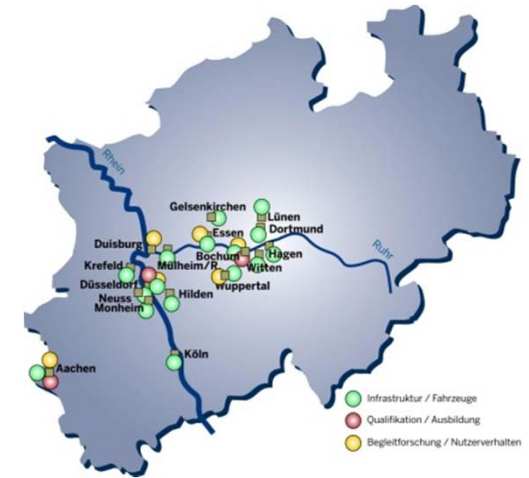 Rhein
Gelsenkirchen
Lünen
Essen
Dortmund
Duisburg
Ruhr
Bochum
Hagen
Krefeld
Mülheim/R.
Witten
Düsseldorf
Wuppertal
Neuss
Hilden
Monheim
Köln
Aachen
Infrastruktur / Fahrzeuge
Qualifikation / Ausbildung
Begleitforschung / Nutzerverhalten